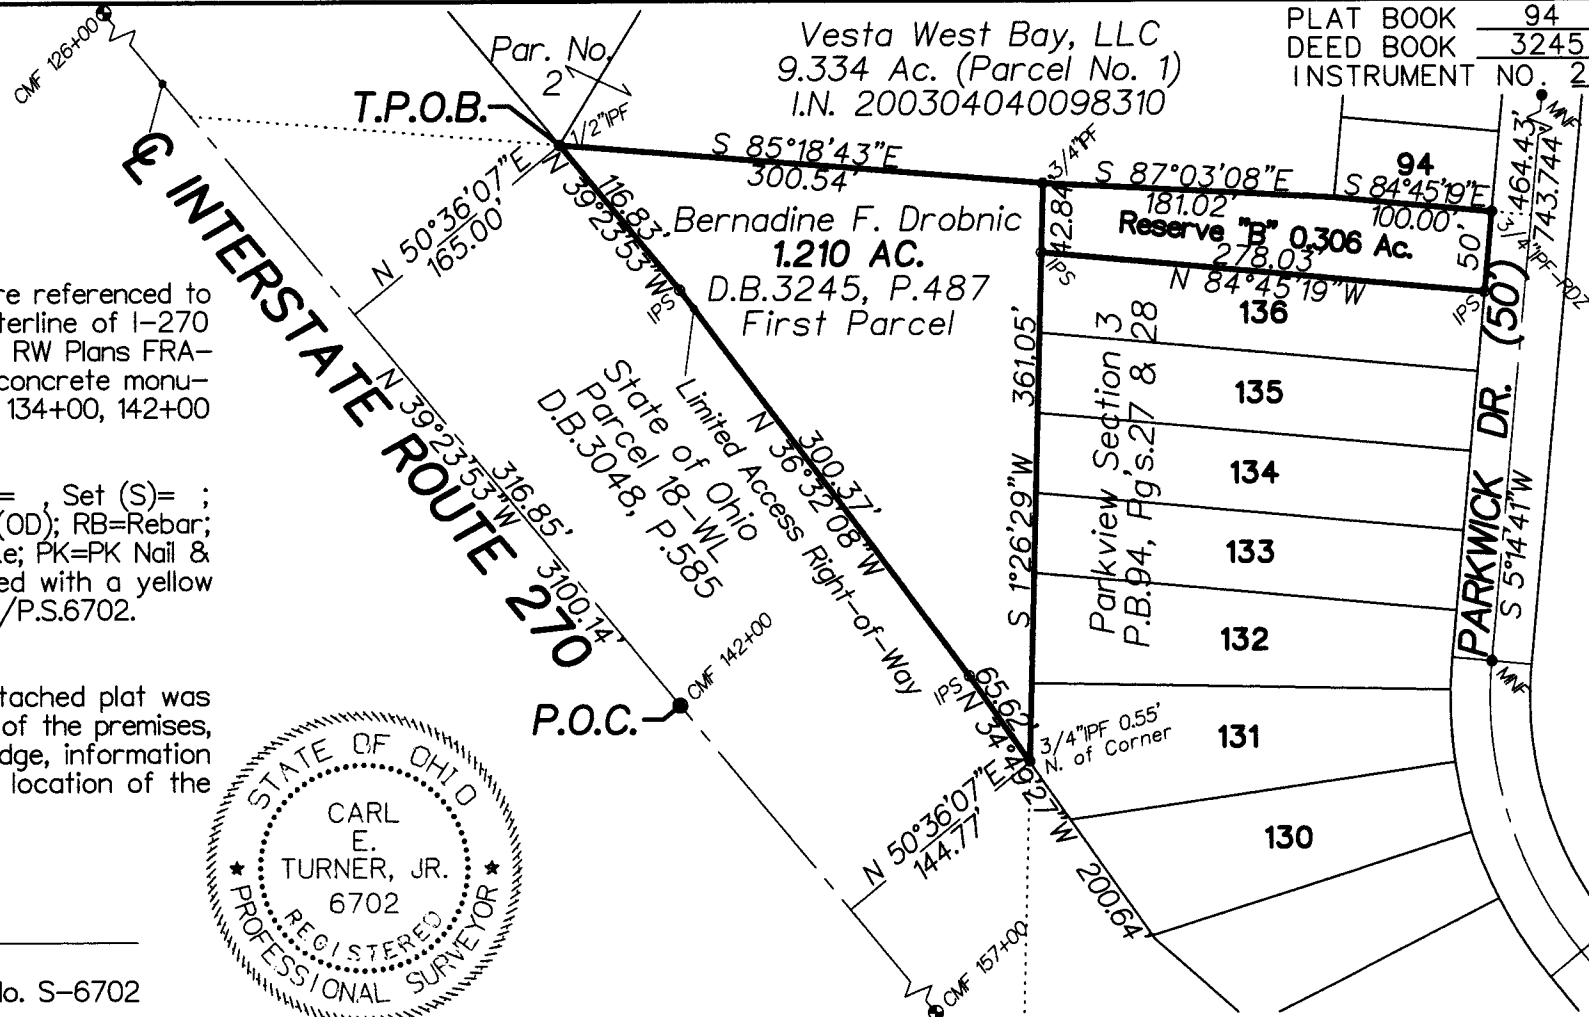 PLAT BOOK 94
DEED BOOK 3245
INSTRUMENT NO. 2
Vesta West Bay, LLC
9.334 Ac. (Parcel No. 1)
I.N. 200304040098310
Par. No.
2
CMF 126+00
T.P.O.B.
1/2"IPF
3/4"IPF
MNF
464.43'
743.744'
3/4"IPF-RDZ
S 85°18'43"E
300.54'
S 87°03'08"E
181.02'
94
S 84°45'19"E
100.00'
Reserve "B" 0.306 Ac.
278.03'
N 84°45'19"W
50'
42.84'
IPS
IPS
℄ INTERSTATE ROUTE 270
N 50°36'07"E
165.00'
116.83'
N 39°23'53"W
IPS
Bernadine F. Drobnic
1.210 AC.
D.B.3245, P.487
First Parcel
re referenced to
terline of I-270
RW Plans FRA-
concrete monu-
134+00, 142+00
= , Set (S)= ;
(OD); RB=Rebar;
e; PK=PK Nail &
ed with a yellow
/P.S.6702.
tached plat was
of the premises,
dge, information
location of the
N 39°23'53"W
316.85'
3100.14'
State of Ohio
Parcel 18-WL
D.B.3048, P.585
Limited Access Right-of-Way
300.37'
N 36°32'08"W
361.05'
S 1°26'29"W
Parkview Section 3
P.B.94, Pg's.27 & 28
136
135
134
133
132
131
130
PARKWICK DR. (50')
S 5°14'41"W
MNF
P.O.C.
CMF 142+00
IPS
65.62'
N 34°49'27"W
3/4"IPF 0.55'
N. of Corner
N 50°36'07"E
144.77'
200.64'
CMF 157+00
STATE OF OHIO
CARL
E.
TURNER, JR.
6702
REGISTERED
PROFESSIONAL SURVEYOR
No. S-6702